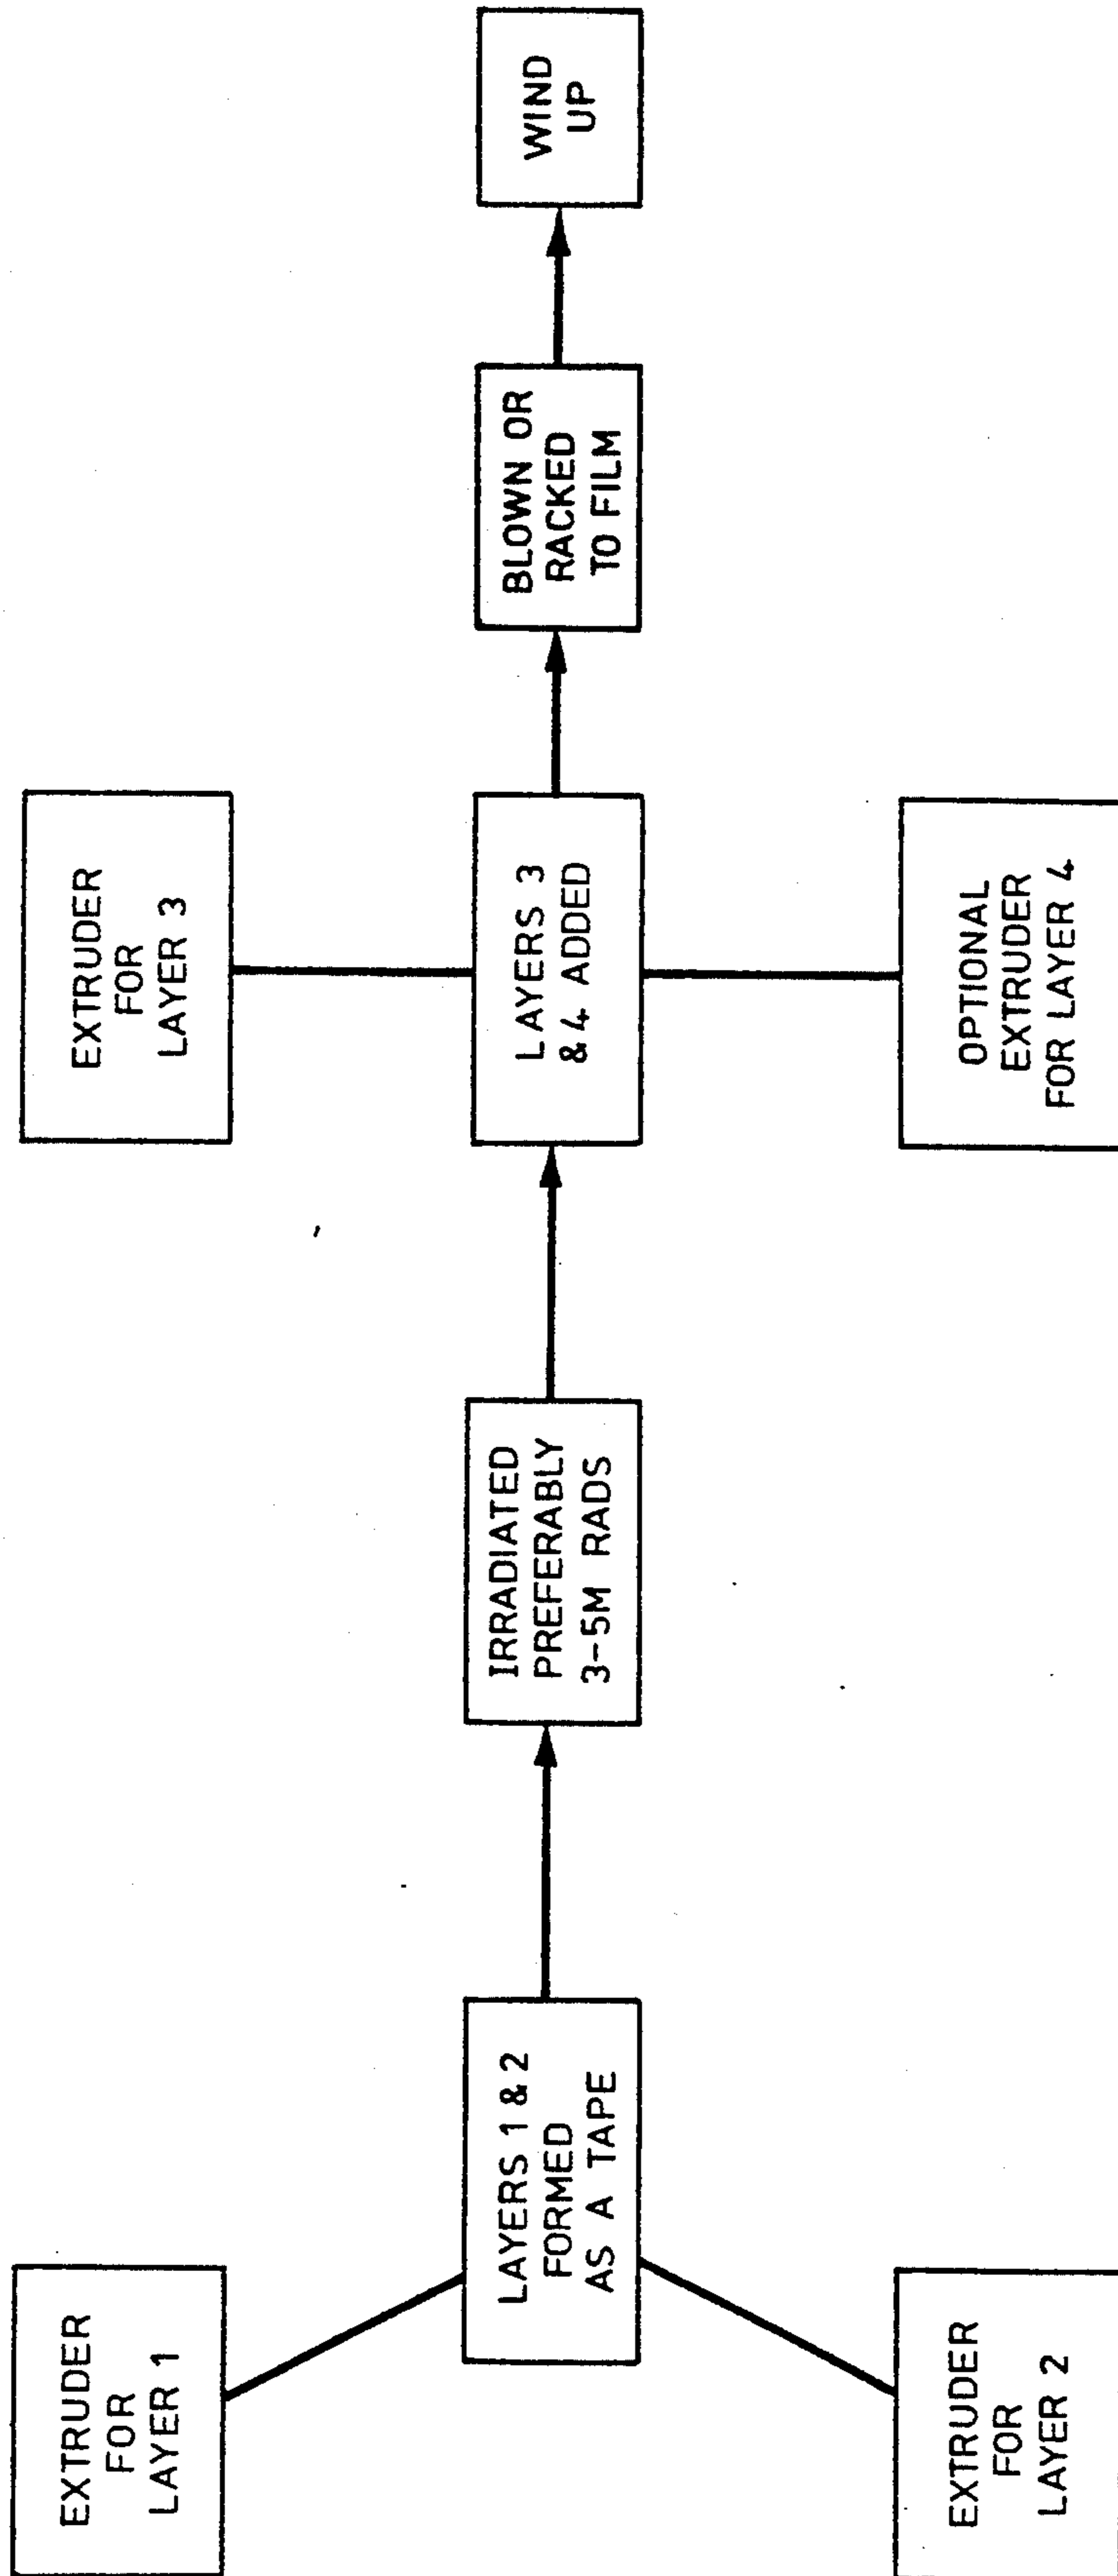 EXTRUDER
FOR
LAYER 1
EXTRUDER
FOR
LAYER 2
LAYERS 1 & 2
FORMED
AS A TAPE
IRRADIATED
PREFERABLY
3-5M RADS
EXTRUDER
FOR
LAYER 3
LAYERS 3
& 4 ADDED
OPTIONAL
EXTRUDER
FOR LAYER 4
BLOWN OR
RACKED
TO FILM
WIND
UP